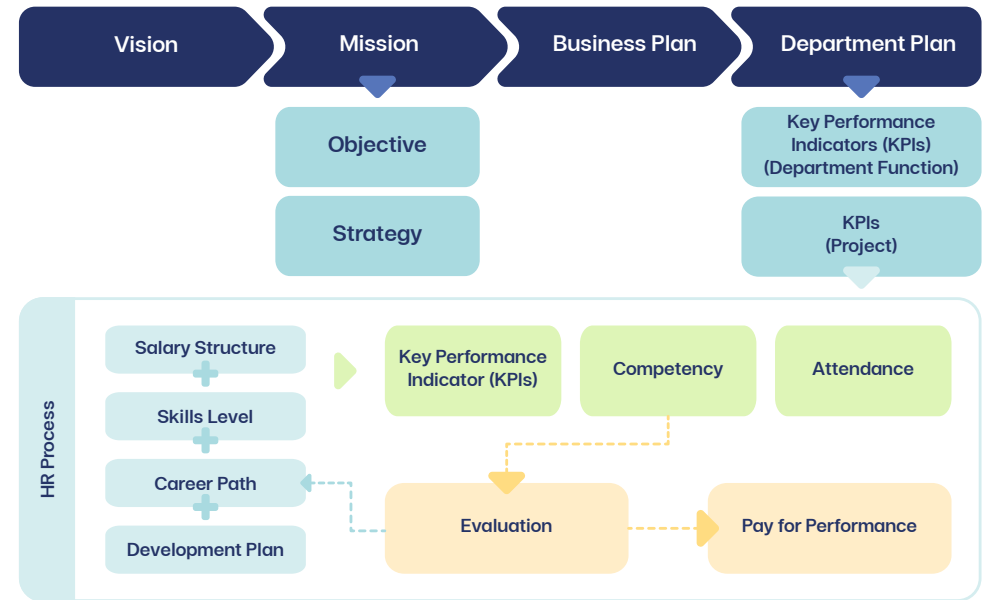 Vision
Mission
Business Plan
Department Plan
Objective
Strategy
Key Performance
Indicators (KPIs)
(Department Function)
KPIs
(Project)
HR Process
Salary Structure
Skills Level
Career Path
Development Plan
Key Performance
Indicator (KPIs)
Competency
Attendance
Evaluation
Pay for Performance